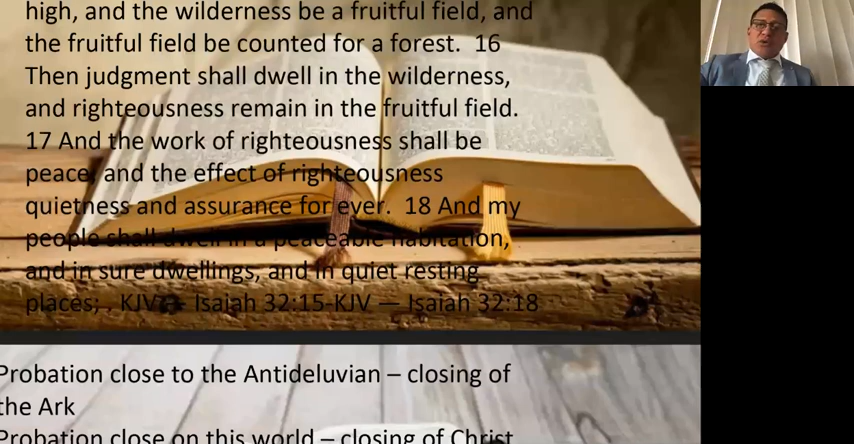 high, and the wilderness be a fruitful field, and
the fruitful field be counted for a forest. 16
Then judgment shall dwell in the wilderness,
and righteousness remain in the fruitful field.
17 And the work of righteousness shall be
peace; and the effect of righteousness
quietness and assurance for ever. 18 And my
people shall dwell in a peaceable habitation,
and in sure dwellings, and in quiet resting
places; . KJV — Isaiah 32:15-KJV — Isaiah 32:18
Probation close to the Antideluvian – closing of
the Ark
Probation close on this world – closing of Christ